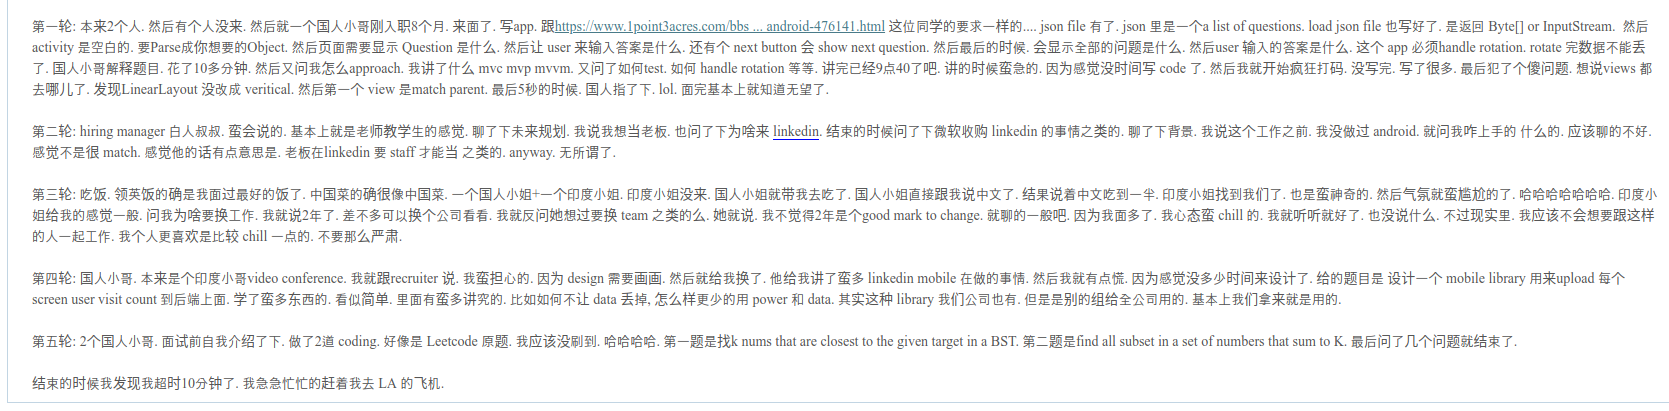 第一轮: 本来2个人. 然后有个人没来. 然后就一个国人小哥刚入职8个月. 来面了. 写app. 跟https://www.1point3acres.com/bbs ... android-476141.html 这位同学的要求一样的.... json file 有了. json 里是一个a list of questions. load json file 也写好了. 是返回 Byte[] or InputStream. 然后
activity 是空白的. 要Parse成你想要的Object. 然后页面需要显示 Question 是什么. 然后让 user 来输入答案是什么. 还有个 next button 会 show next question. 然后最后的时候. 会显示全部的问题是什么. 然后user 输入的答案是什么. 这个 app 必须handle rotation. rotate 完数据不能丢
了. 国人小哥解释题目. 花了10多分钟. 然后又问我怎么approach. 我讲了什么 mvc mvp mvvm. 又问了如何test. 如何 handle rotation 等等. 讲完已经9点40了吧. 讲的时候蛮急的. 因为感觉没时间写 code 了. 然后我就开始疯狂打码. 没写完. 写了很多. 最后犯了个傻问题. 想说views 都
去哪儿了. 发现LinearLayout 没改成 veritical. 然后第一个 view 是match parent. 最后5秒的时候. 国人指了下. lol. 面完基本上就知道无望了.
第二轮: hiring manager 白人叔叔. 蛮会说的. 基本上就是老师教学生的感觉. 聊了下未来规划. 我说我想当老板. 也问了下为啥来 linkedin. 结束的时候问了下微软收购 linkedin 的事情之类的. 聊了下背景. 我说这个工作之前. 我没做过 android. 就问我咋上手的 什么的. 应该聊的不好.
感觉不是很 match. 感觉他的话有点意思是. 老板在linkedin 要 staff 才能当 之类的. anyway. 无所谓了.
第三轮: 吃饭. 领英饭的确是我面过最好的饭了. 中国菜的确很像中国菜. 一个国人小姐+一个印度小姐. 印度小姐没来. 国人小姐就带我去吃了. 国人小姐直接跟我说中文了. 结果说着中文吃到一半. 印度小姐找到我们了. 也是蛮神奇的. 然后气氛就蛮尴尬的了. 哈哈哈哈哈哈哈. 印度小
姐给我的感觉一般. 问我为啥要换工作. 我就说2年了. 差不多可以换个公司看看. 我就反问她想过要换 team 之类的么. 她就说. 我不觉得2年是个good mark to change. 就聊的一般吧. 因为我面多了. 我心态蛮 chill 的. 我就听听就好了. 也没说什么. 不过现实里. 我应该不会想要跟这样
的人一起工作. 我个人更喜欢是比较 chill 一点的. 不要那么严肃.
第四轮: 国人小哥. 本来是个印度小哥video conference. 我就跟recruiter 说. 我蛮担心的. 因为 design 需要画画. 然后就给我换了. 他给我讲了蛮多 linkedin mobile 在做的事情. 然后我就有点慌. 因为感觉没多少时间来设计了. 给的题目是 设计一个 mobile library 用来upload 每个
screen user visit count 到后端上面. 学了蛮多东西的. 看似简单. 里面有蛮多讲究的. 比如如何不让 data 丢掉, 怎么样更少的用 power 和 data. 其实这种 library 我们公司也有. 但是是别的组给全公司用的. 基本上我们拿来就是用的.
第五轮: 2个国人小哥. 面试前自我介绍了下. 做了2道 coding. 好像是 Leetcode 原题. 我应该没刷到. 哈哈哈哈. 第一题是找k nums that are closest to the given target in a BST. 第二题是find all subset in a set of numbers that sum to K. 最后问了几个问题就结束了.
结束的时候我发现我超时10分钟了. 我急急忙忙的赶着我去 LA 的飞机.